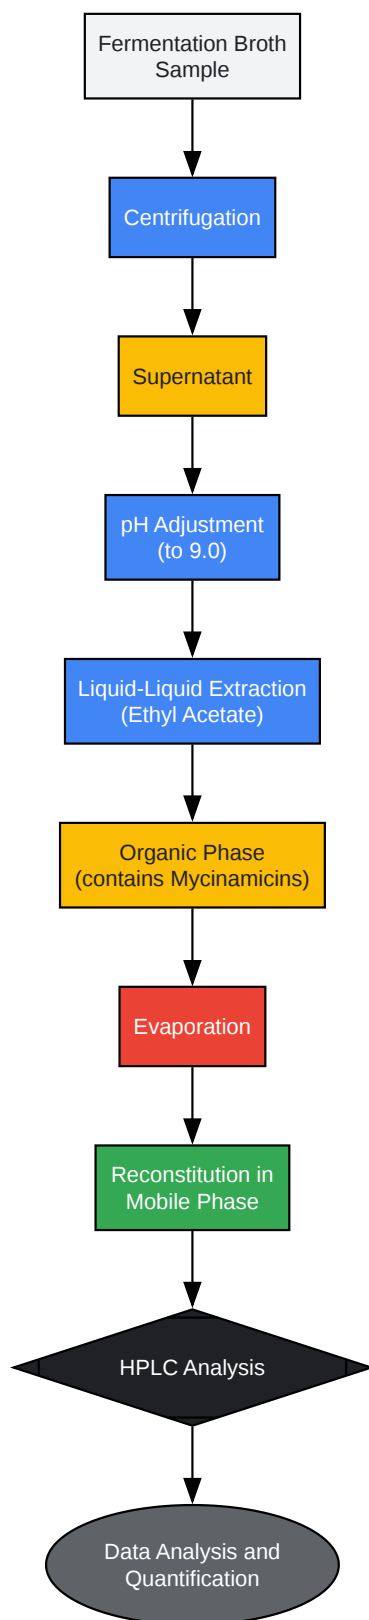 Fermentation Broth
Sample
Centrifugation
Supernatant
pH Adjustment
(to 9.0)
Liquid-Liquid Extraction
(Ethyl Acetate)
Organic Phase
(contains Mycinamicins)
Evaporation
Reconstitution in
Mobile Phase
HPLC Analysis
Data Analysis and
Quantification